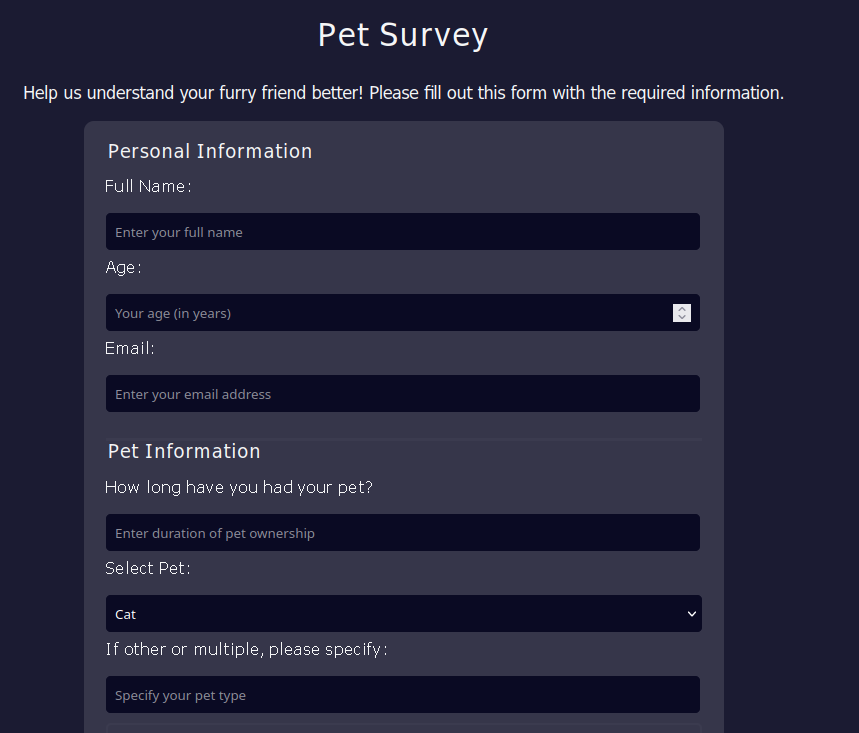 Pet Survey
Help us understand your furry friend better! Please fill out this form with the required information.
Personal Information
Full Name:
Enter your full name
Age:
Your age (in years)
Email:
Enter your email address
Pet Information
How long have you had your pet?
Enter duration of pet ownership
Select Pet:
Cat
If other or multiple, please specify:
Specify your pet type